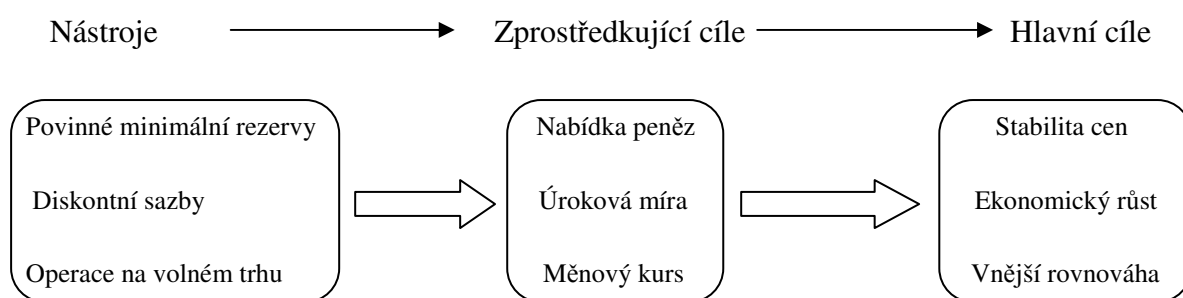 Nástroje Zprostředkující cíle Hlavní cíle
Povinné minimální rezervy
Diskontní sazby
Operace na volném trhu
Nabídka peněz
Úroková míra
Měnový kurs
Stabilita cen
Ekonomický růst
Vnější rovnováha